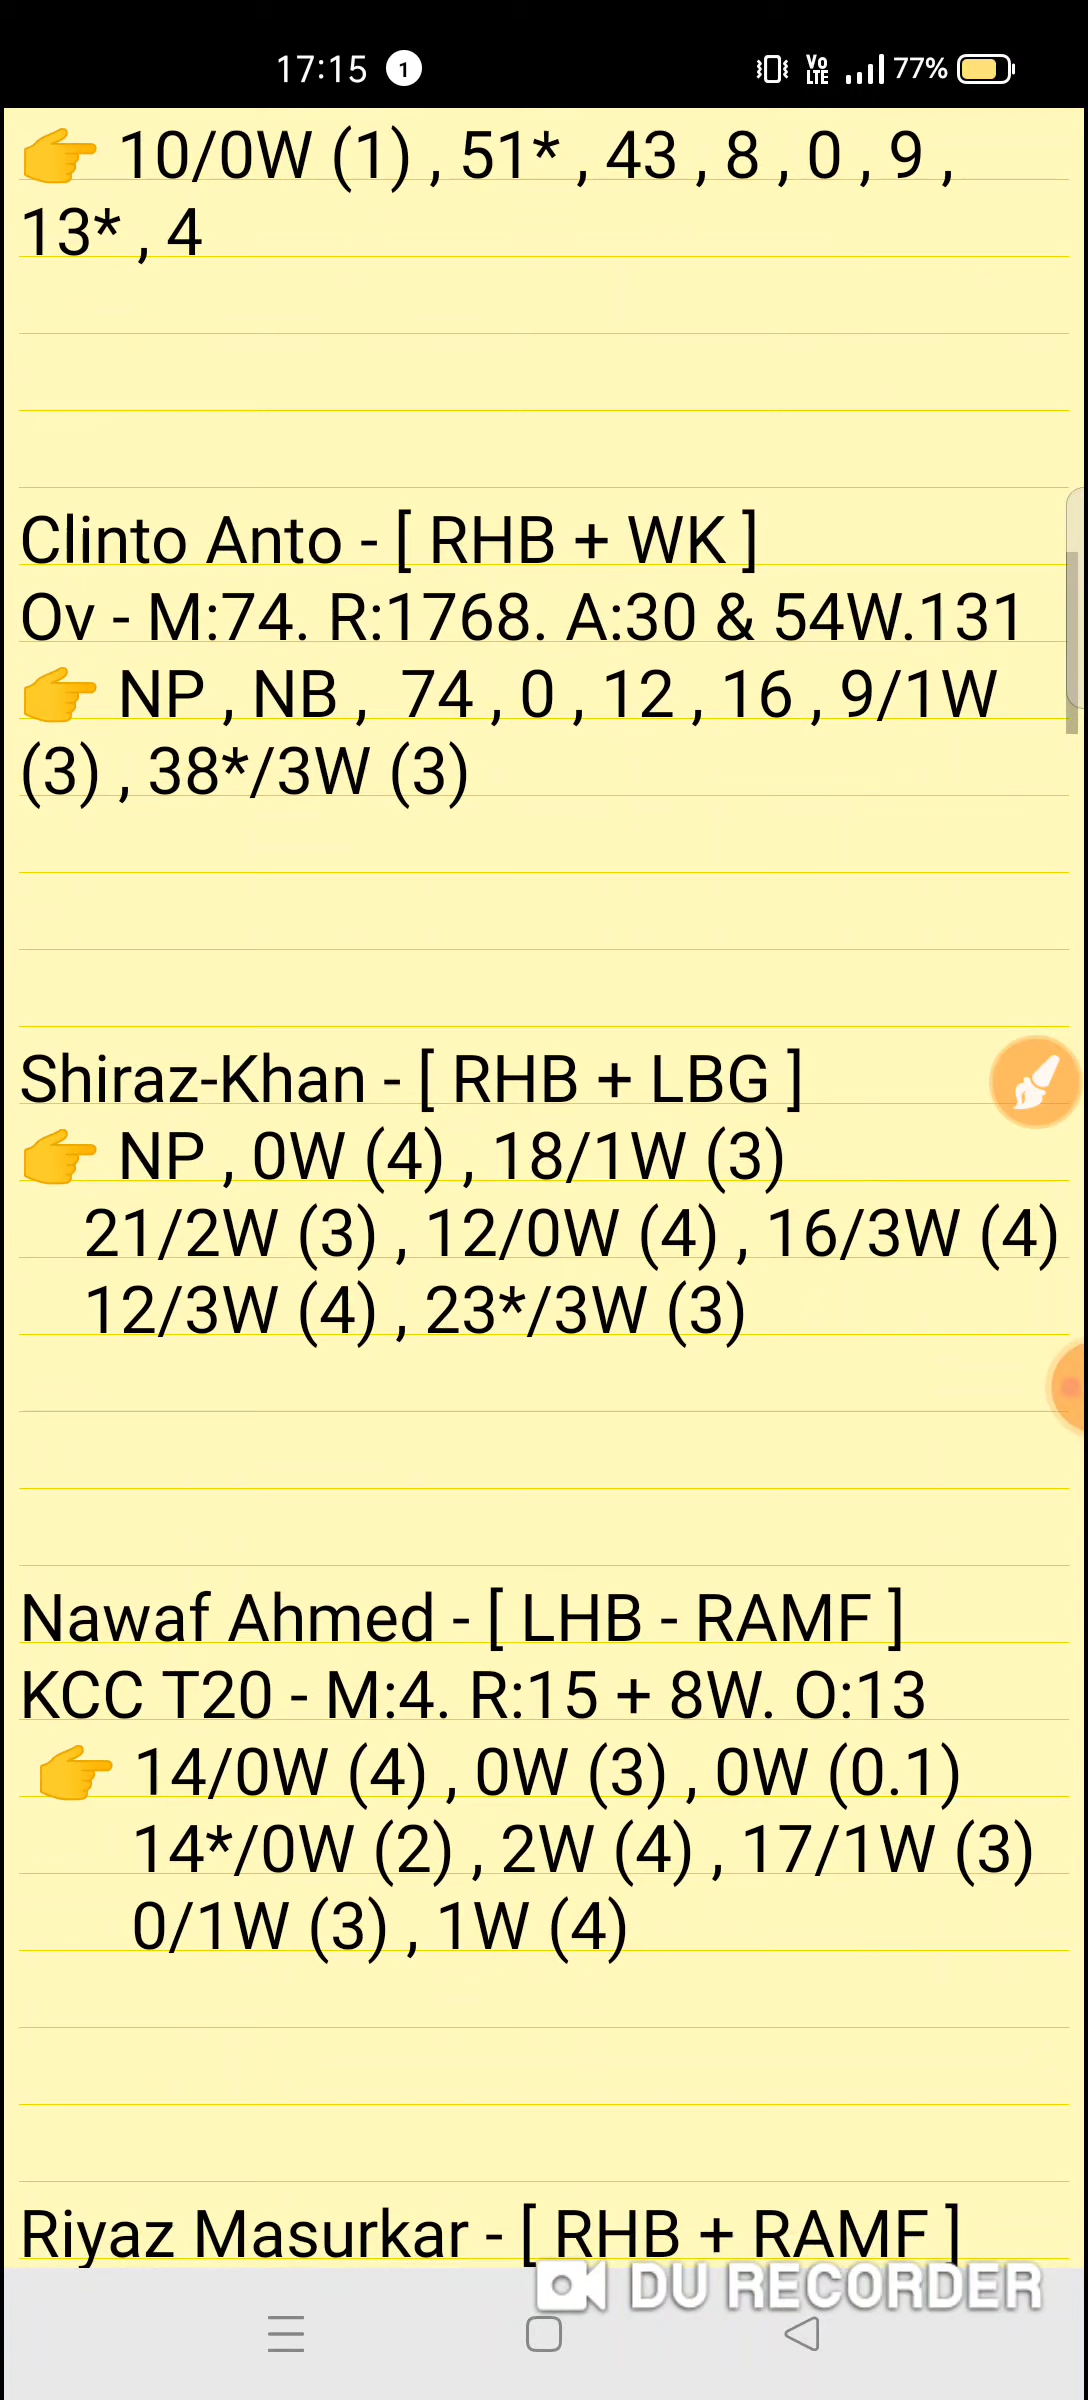 17:15 1 Vo LTE 77%
👉 10/0W (1) , 51* , 43 , 8 , 0 , 9 ,
13* , 4
Clinto Anto - [ RHB + WK ]
Ov - M:74. R:1768. A:30 & 54W.131
👉 NP , NB , 74 , 0 , 12 , 16 , 9/1W
(3) , 38*/3W (3)
Shiraz-Khan - [ RHB + LBG ]
👉 NP , 0W (4) , 18/1W (3)
21/2W (3) , 12/0W (4) , 16/3W (4)
12/3W (4) , 23*/3W (3)
Nawaf Ahmed - [ LHB - RAMF ]
KCC T20 - M:4. R:15 + 8W. O:13
👉 14/0W (4) , 0W (3) , 0W (0.1)
14*/0W (2) , 2W (4) , 17/1W (3)
0/1W (3) , 1W (4)
Riyaz Masurkar - [ RHB + RAMF ]
DU RECORDER